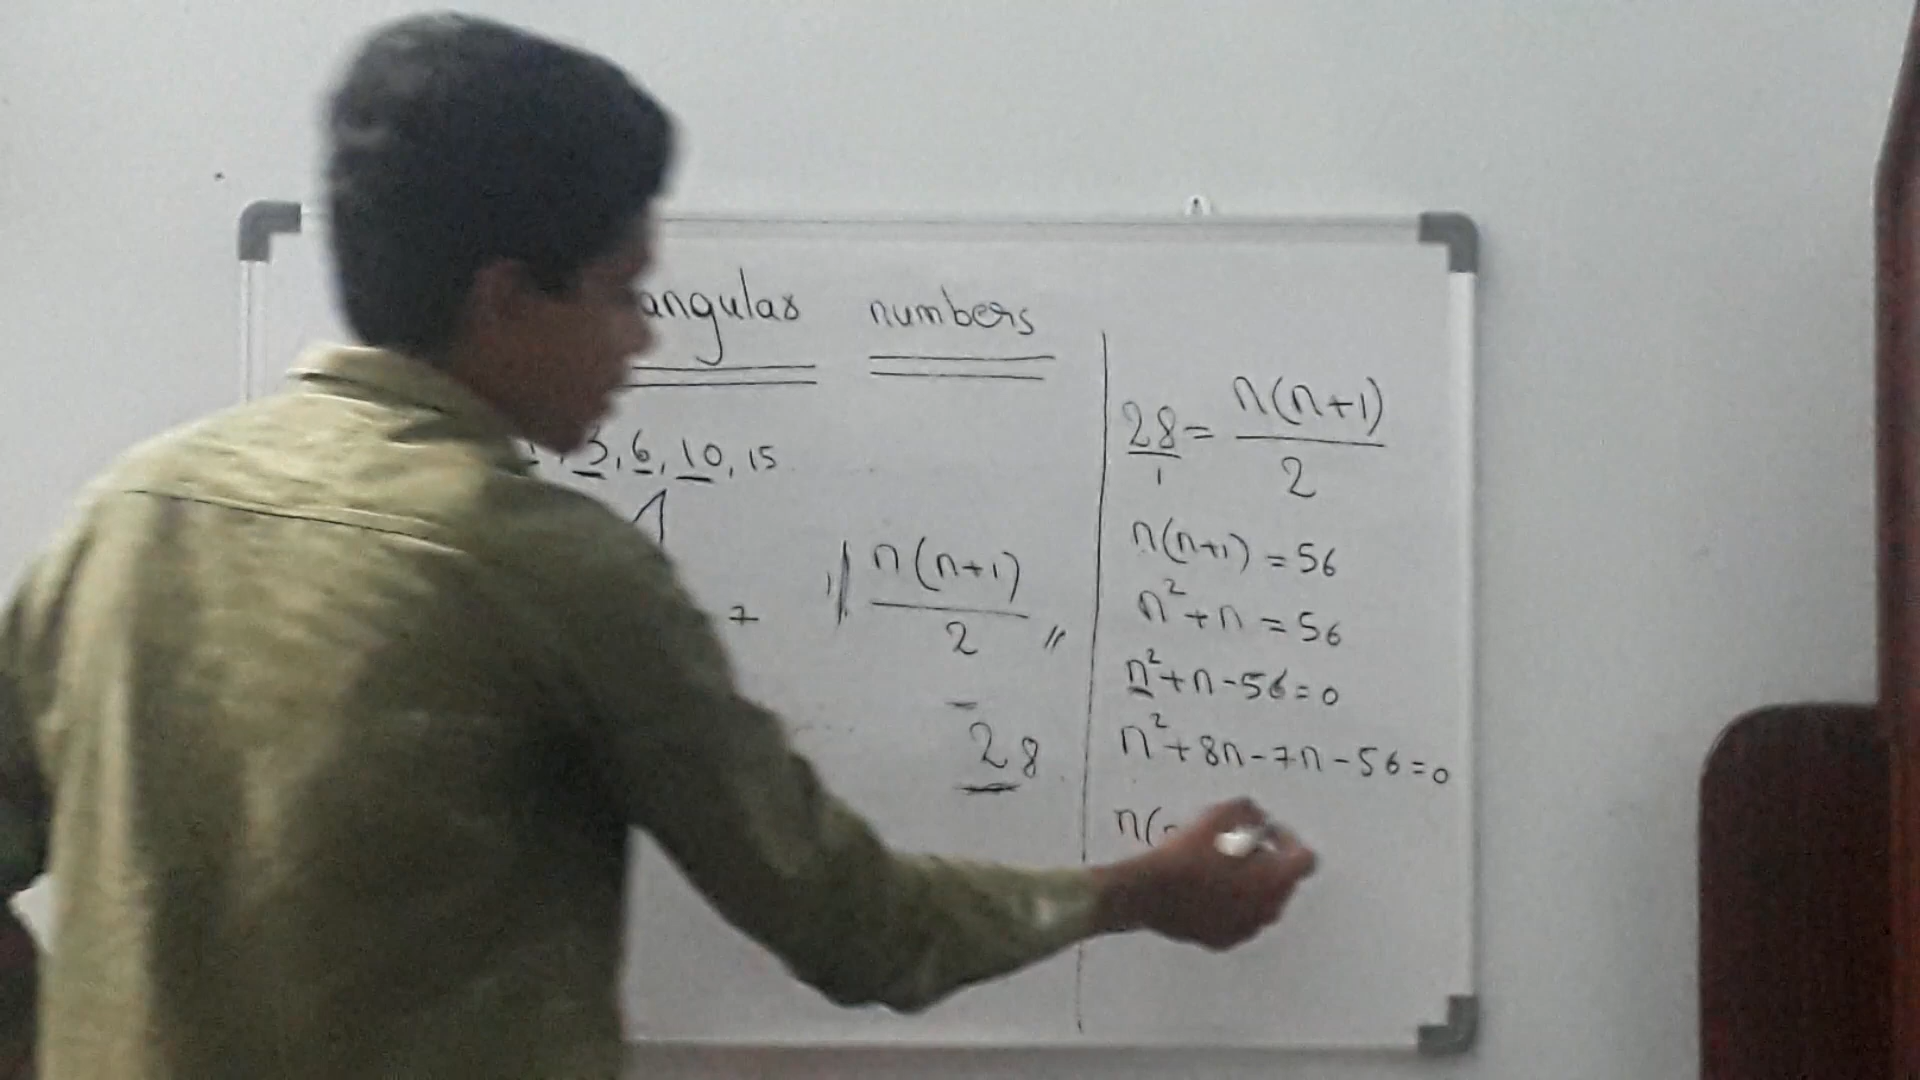 angular numbers
3, 6, 10, 15
7
n(n+1)
2 //
28
28 = n(n+1)
1 2
n(n+1) = 56
n²+n = 56
n²+n-56=0
n²+8n-7n-56=0
n(